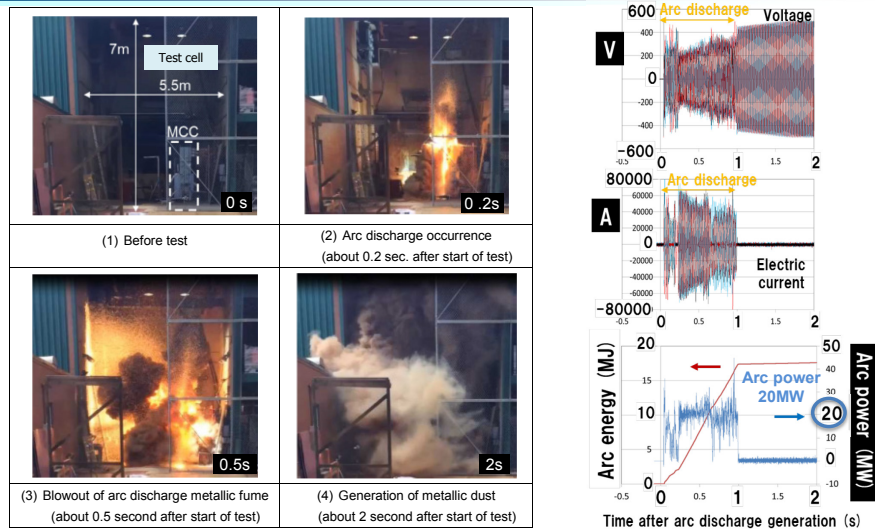 7m
Test cell
5.5m
MCC
0 s
(1) Before test
0 .2s
(2) Arc discharge occurrence
(about 0.2 sec. after start of test)
0.5s
(3) Blowout of arc discharge metallic fume
(about 0.5 second after start of test)
2s
(4) Generation of metallic dust
(about 2 second after start of test)
Arc discharge
Voltage
V
600
400
200
0
-200
-400
-600
-0.5
0
0.5
1
1.5
2
Arc discharge
A
80000
60000
40000
20000
0
-20000
-40000
-60000
-80000
Electric
current
-0.5
0
0.5
1
1.5
2
Arc energy (MJ)
20
15
10
5
0
Arc power
20MW
50
40
30
20
10
0
-10
Arc power (MW)
-0.5
0
0.5
1
1.5
2
Time after arc discharge generation (s)